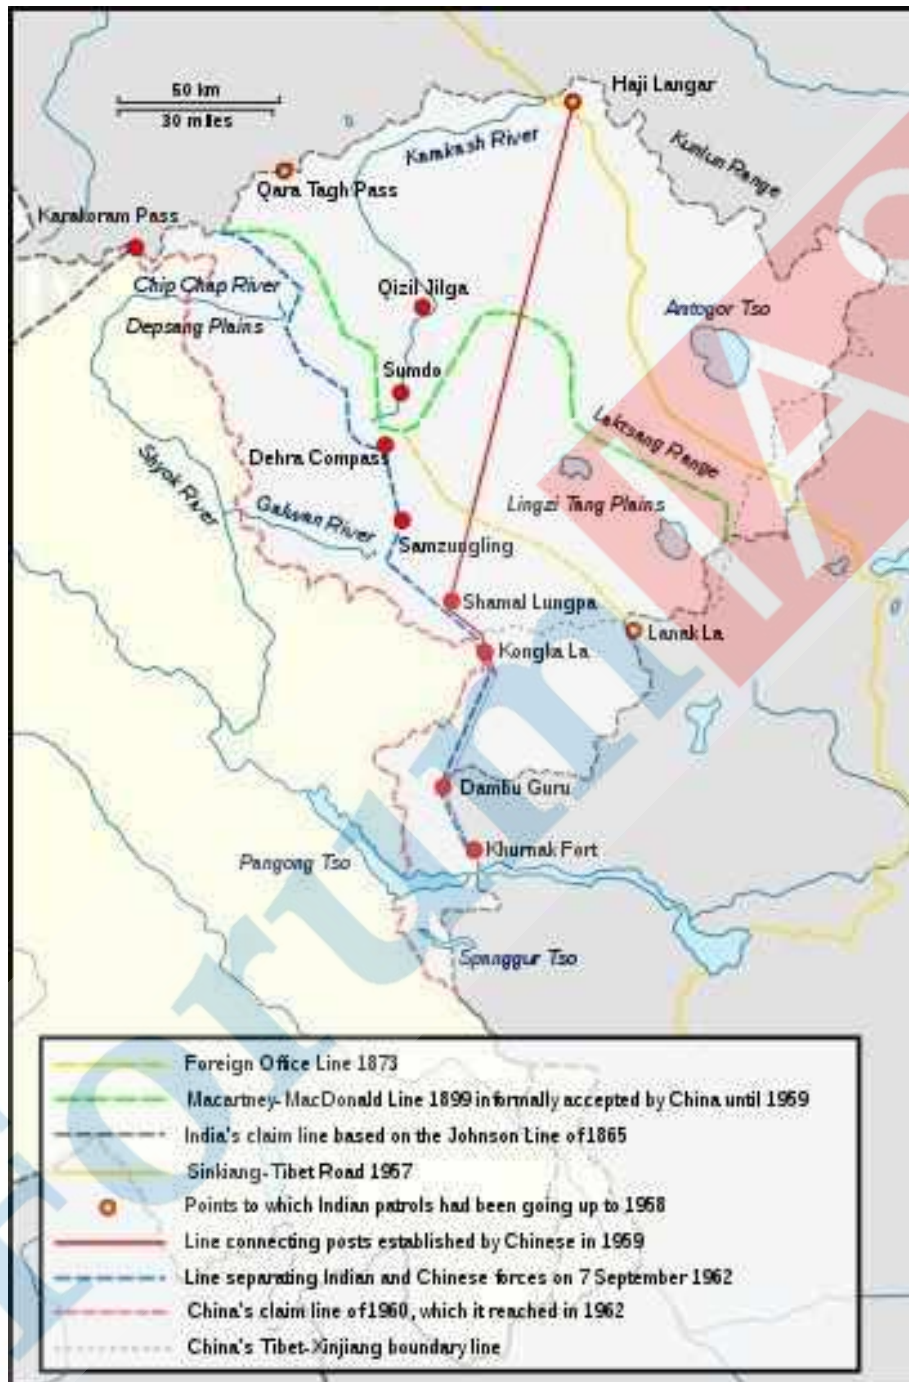 50 km
30 miles
Haji Langar
Karakash River
Kunlun Range
Qara Tagh Pass
Karakoram Pass
Chip Chap River
Qizil Jilga
Antogor Tso
Depsang Plains
Sumdo
Laktsang Range
Dehra Compass
Shyok River
Galwan River
Lingzi Tang Plains
Samzungling
Shamal Lungpa
Lanak La
Kongka La
Dambu Guru
Khurnak Fort
Pangong Tso
Spanggur Tso
Foreign Office Line 1873
Macartney-MacDonald Line 1899 informally accepted by China until 1959
India's claim line based on the Johnson Line of 1865
Sinkiang-Tibet Road 1957
Points to which Indian patrols had been going up to 1958
Line connecting posts established by Chinese in 1959
Line separating Indian and Chinese forces on 7 September 1962
China's claim line of 1960, which it reached in 1962
China's Tibet-Xinjiang boundary line
ForumIAS